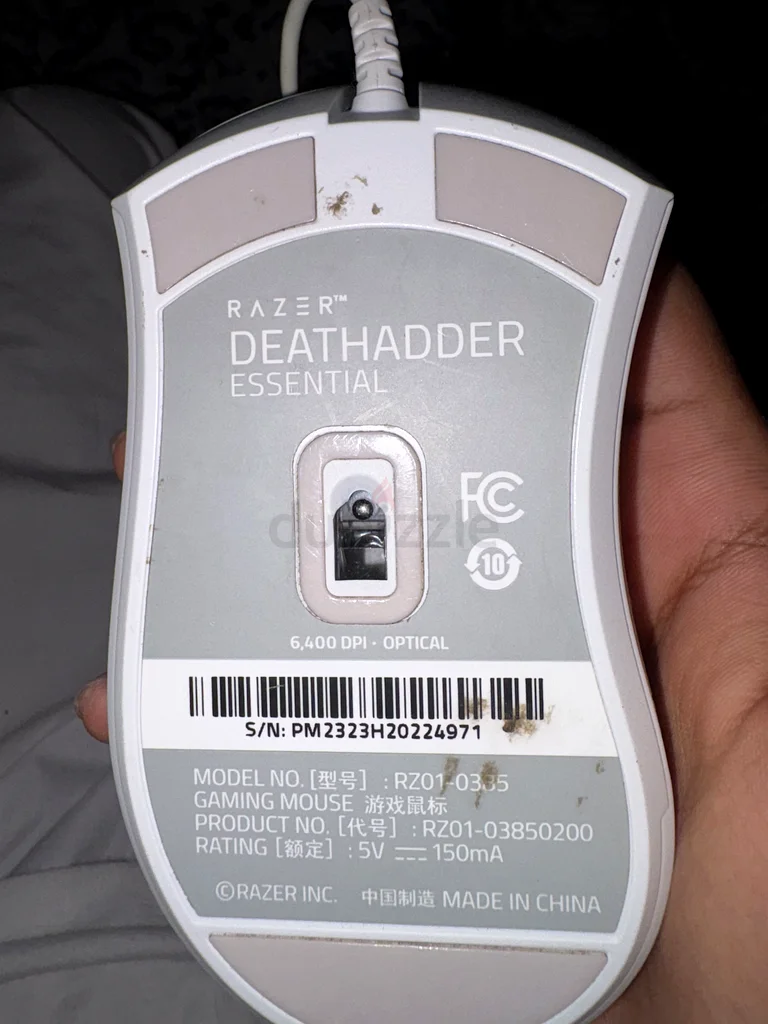 RAZER™
DEATHADDER
ESSENTIAL
FC
10
dubizzle
6,400 DPI · OPTICAL
S/N: PM2323H20224971
MODEL NO. [型号] : RZ01-0385
GAMING MOUSE 游戏鼠标
PRODUCT NO. [代号] : RZ01-03850200
RATING [额定] : 5V ⎓ 150mA
©RAZER INC. 中国制造 MADE IN CHINA